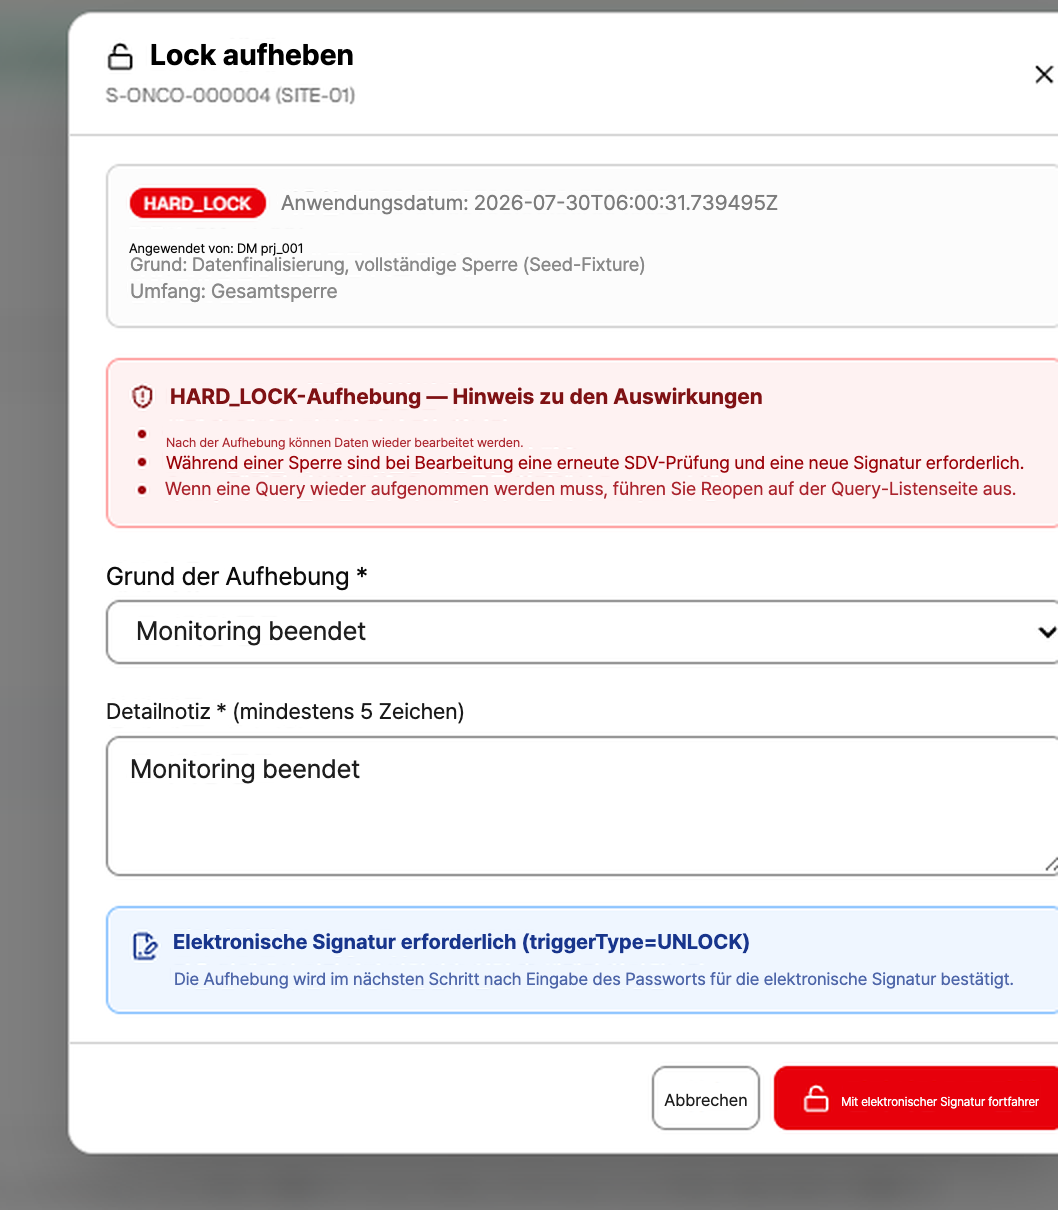 Lock aufheben
S-ONCO-000004 (SITE-01)
HARD_LOCK Anwendungsdatum: 2026-07-30T06:00:31.739495Z
Angewendet von: DM prj_001
Grund: Datenfinalisierung, vollständige Sperre (Seed-Fixture)
Umfang: Gesamtsperre
HARD_LOCK-Aufhebung — Hinweis zu den Auswirkungen
Nach der Aufhebung können Daten wieder bearbeitet werden.
Während einer Sperre sind bei Bearbeitung eine erneute SDV-Prüfung und eine neue Signatur erforderlich.
Wenn eine Query wieder aufgenommen werden muss, führen Sie Reopen auf der Query-Listenseite aus.
Grund der Aufhebung *
Monitoring beendet
Detailnotiz * (mindestens 5 Zeichen)
Monitoring beendet
Elektronische Signatur erforderlich (triggerType=UNLOCK)
Die Aufhebung wird im nächsten Schritt nach Eingabe des Passworts für die elektronische Signatur bestätigt.
Abbrechen
Mit elektronischer Signatur fortfahrer